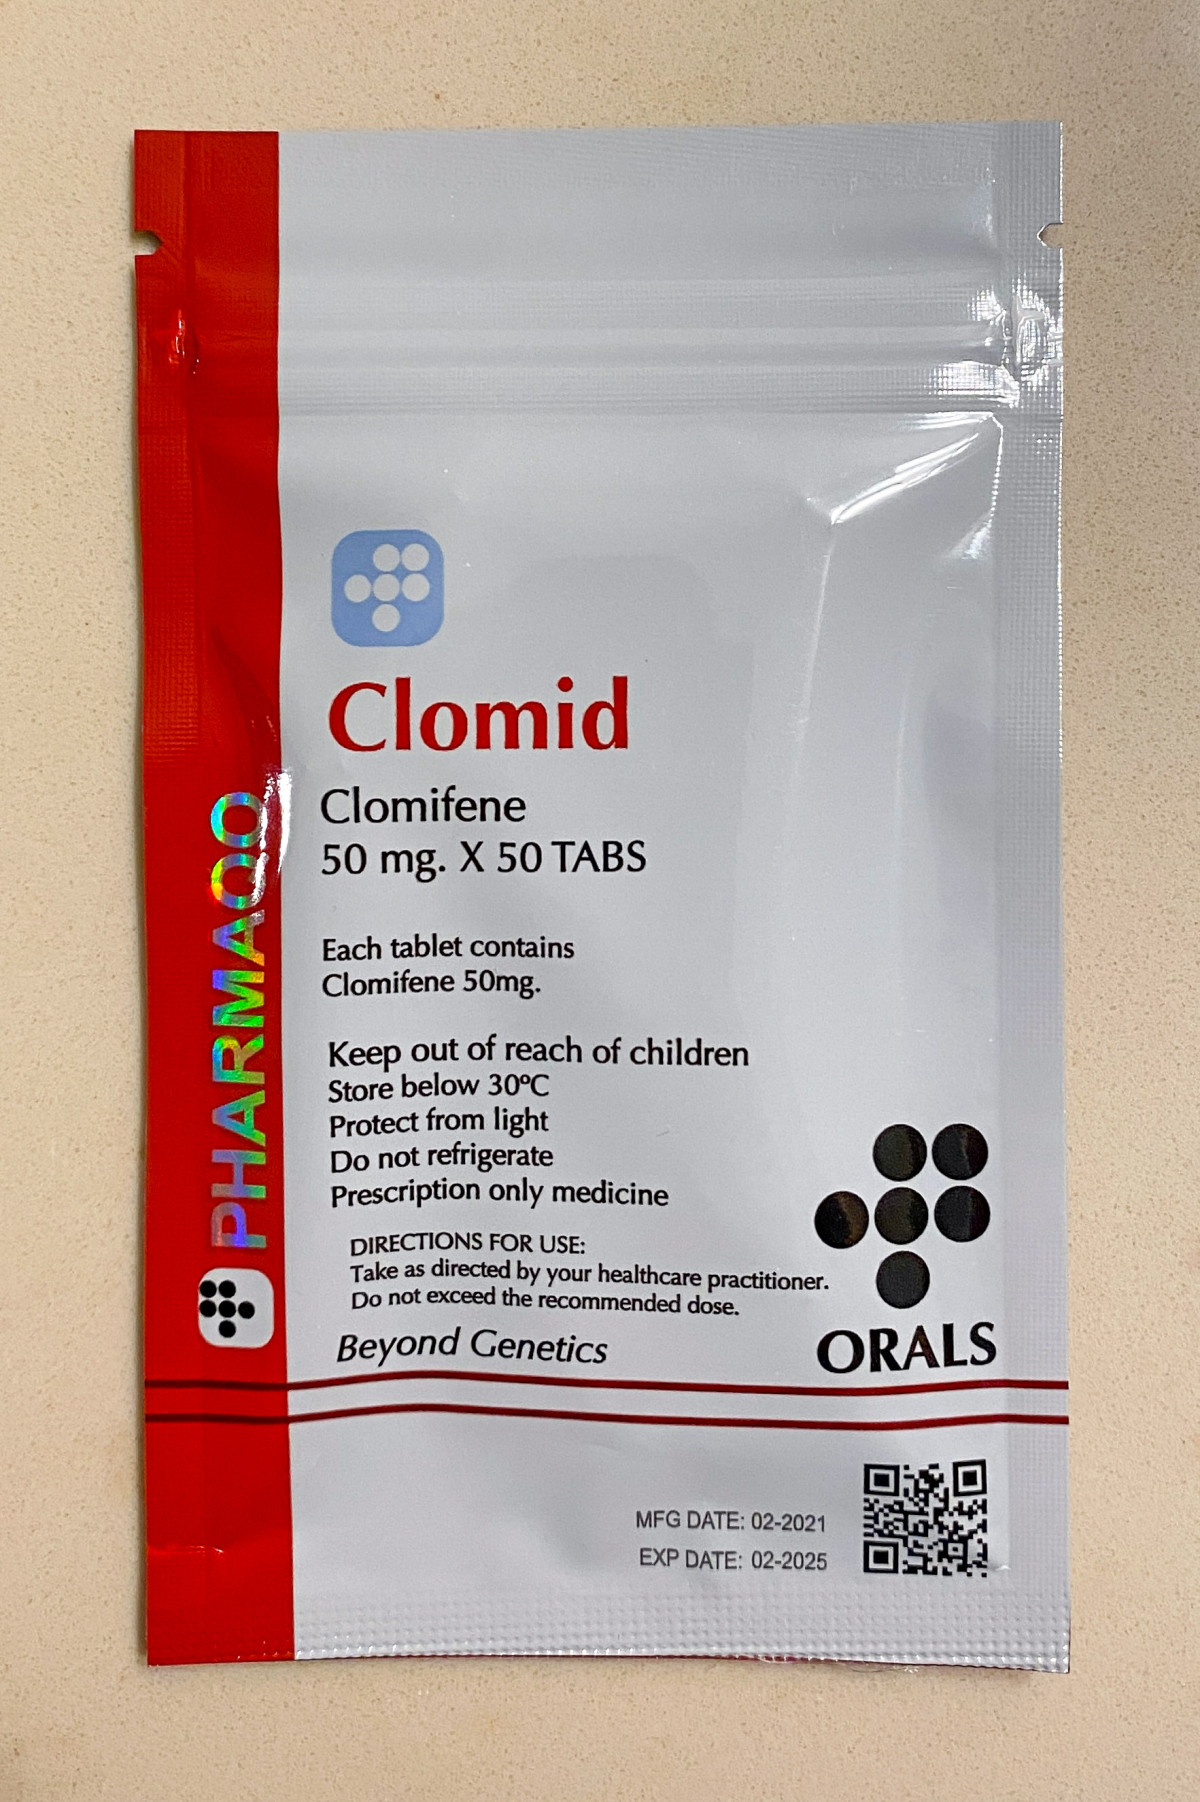 Clomid
Clomifene
50 mg. X 50 TABS
Each tablet contains
Clomifene 50mg.
Keep out of reach of children
Store below 30ºC
Protect from light
Do not refrigerate
Prescription only medicine
DIRECTIONS FOR USE:
Take as directed by your healthcare practitioner.
Do not exceed the recommended dose.
Beyond Genetics
ORALS
PHARMAQO
MFG DATE: 02-2021
EXP DATE: 02-2025